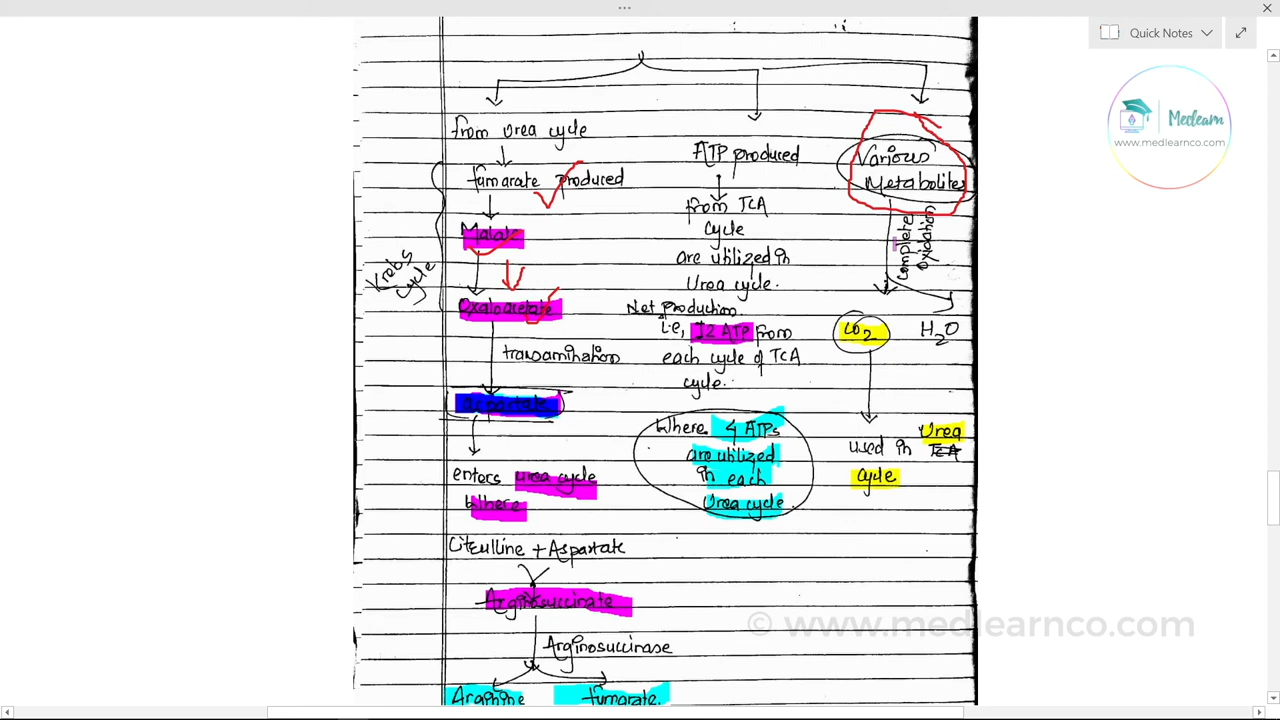 Quick Notes
Medlearn
www.medlearnco.com
from Urea cycle
fumarate produced
Malate
Oxaloacetate
Krebs
Cycle
transamination
aspartate
enters urea cycle
Where
Citrulline + Aspartate
Arginosuccinate
Arginosuccinase
Arginine fumarate.
ATP produced
from TCA
cycle
are utilized in
Urea cycle.
Net production
i.e, 12 ATP from
each cycle of TCA
cycle.
Where 4 ATPs
are utilized
in each
Urea cycle
Various
Metabolites
complete
oxidation
CO2 H2O
used in Urea
TCA
cycle
© www.medlearnco.com